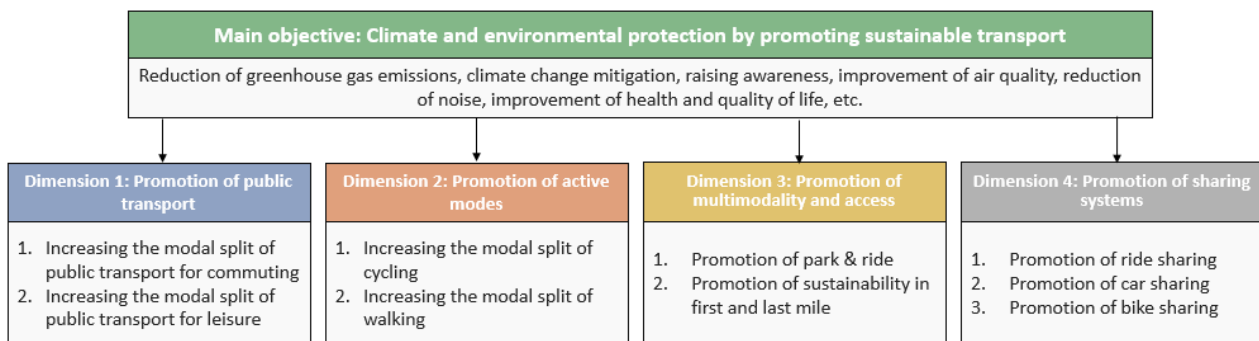 Main objective: Climate and environmental protection by promoting sustainable transport
Reduction of greenhouse gas emissions, climate change mitigation, raising awareness, improvement of air quality, reduction
of noise, improvement of health and quality of life, etc.
Dimension 1: Promotion of public
transport
1. Increasing the modal split of
public transport for commuting
2. Increasing the modal split of
public transport for leisure
Dimension 2: Promotion of active
modes
1. Increasing the modal split of
cycling
2. Increasing the modal split of
walking
Dimension 3: Promotion of
multimodality and access
1. Promotion of park & ride
2. Promotion of sustainability in
first and last mile
Dimension 4: Promotion of sharing
systems
1. Promotion of ride sharing
2. Promotion of car sharing
3. Promotion of bike sharing